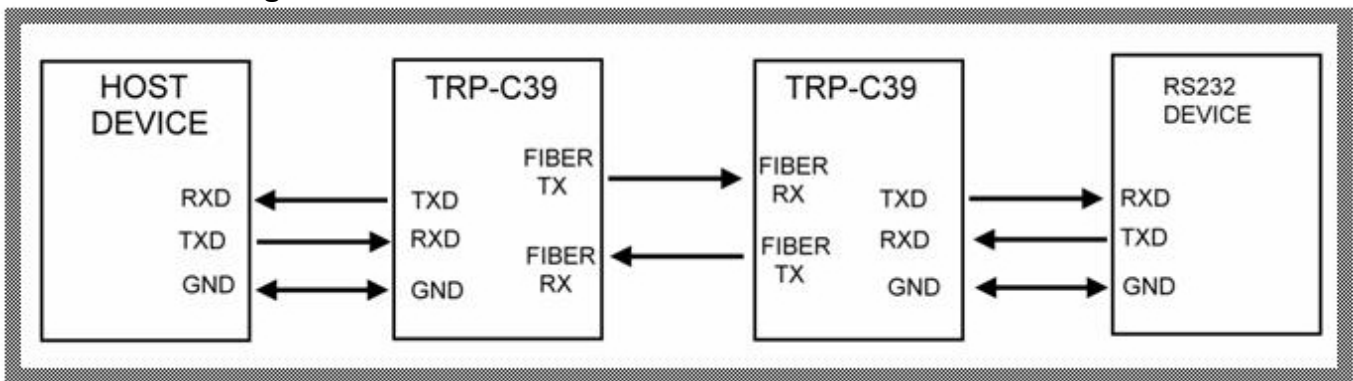 HOST
DEVICE
RXD
TXD
GND
TRP-C39
FIBER
TX
TXD
RXD
FIBER
RX
GND
TRP-C39
FIBER
RX
TXD
FIBER
TX
RXD
GND
RS232
DEVICE
RXD
TXD
GND